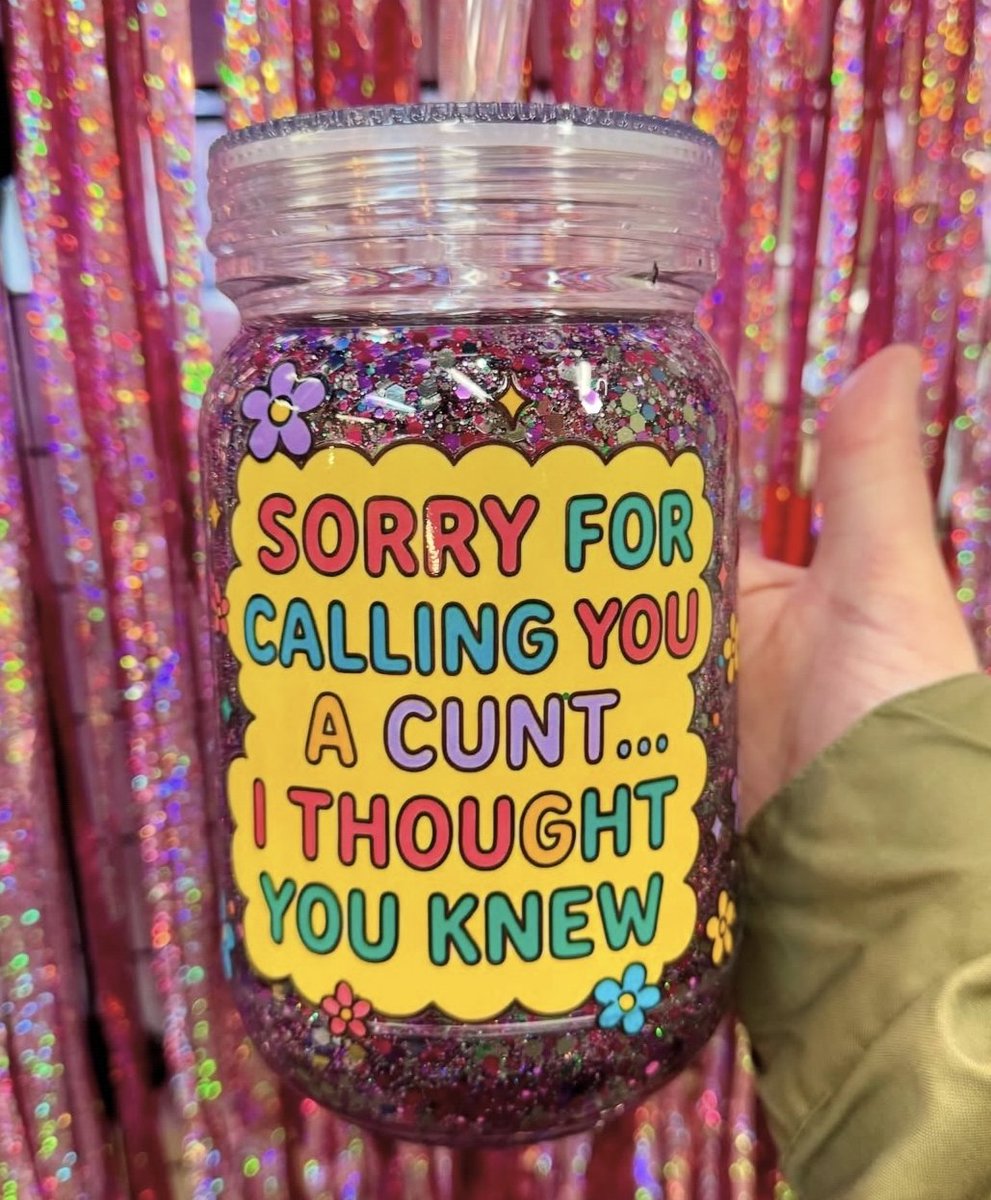 SORRY FOR
CALLING YOU
A CUNT...
I THOUGHT
YOU KNEW